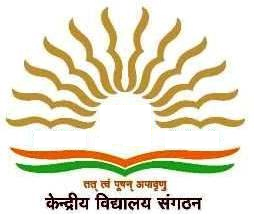 तत् त्वं पूषन् अपावृणु
केन्द्रीय विद्यालय संगठन